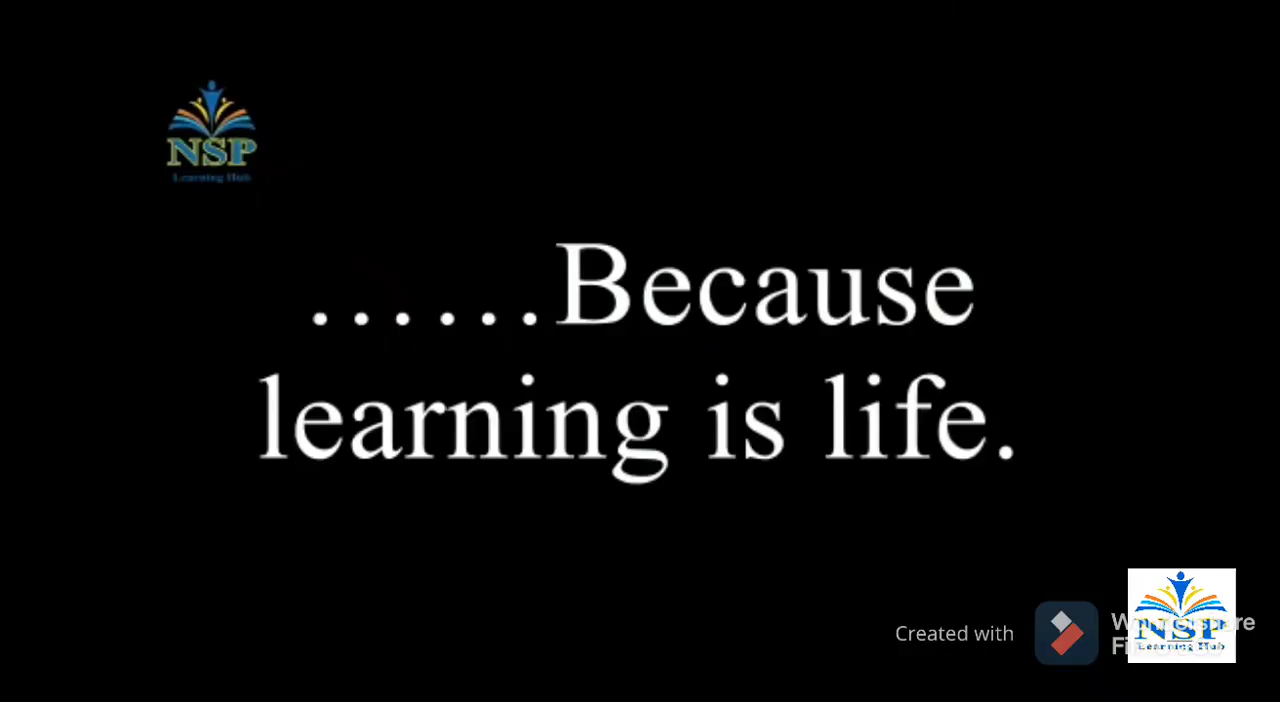 NSP
Learning Hub
......Because
learning is life.
Created with
NSP
Learning Hub